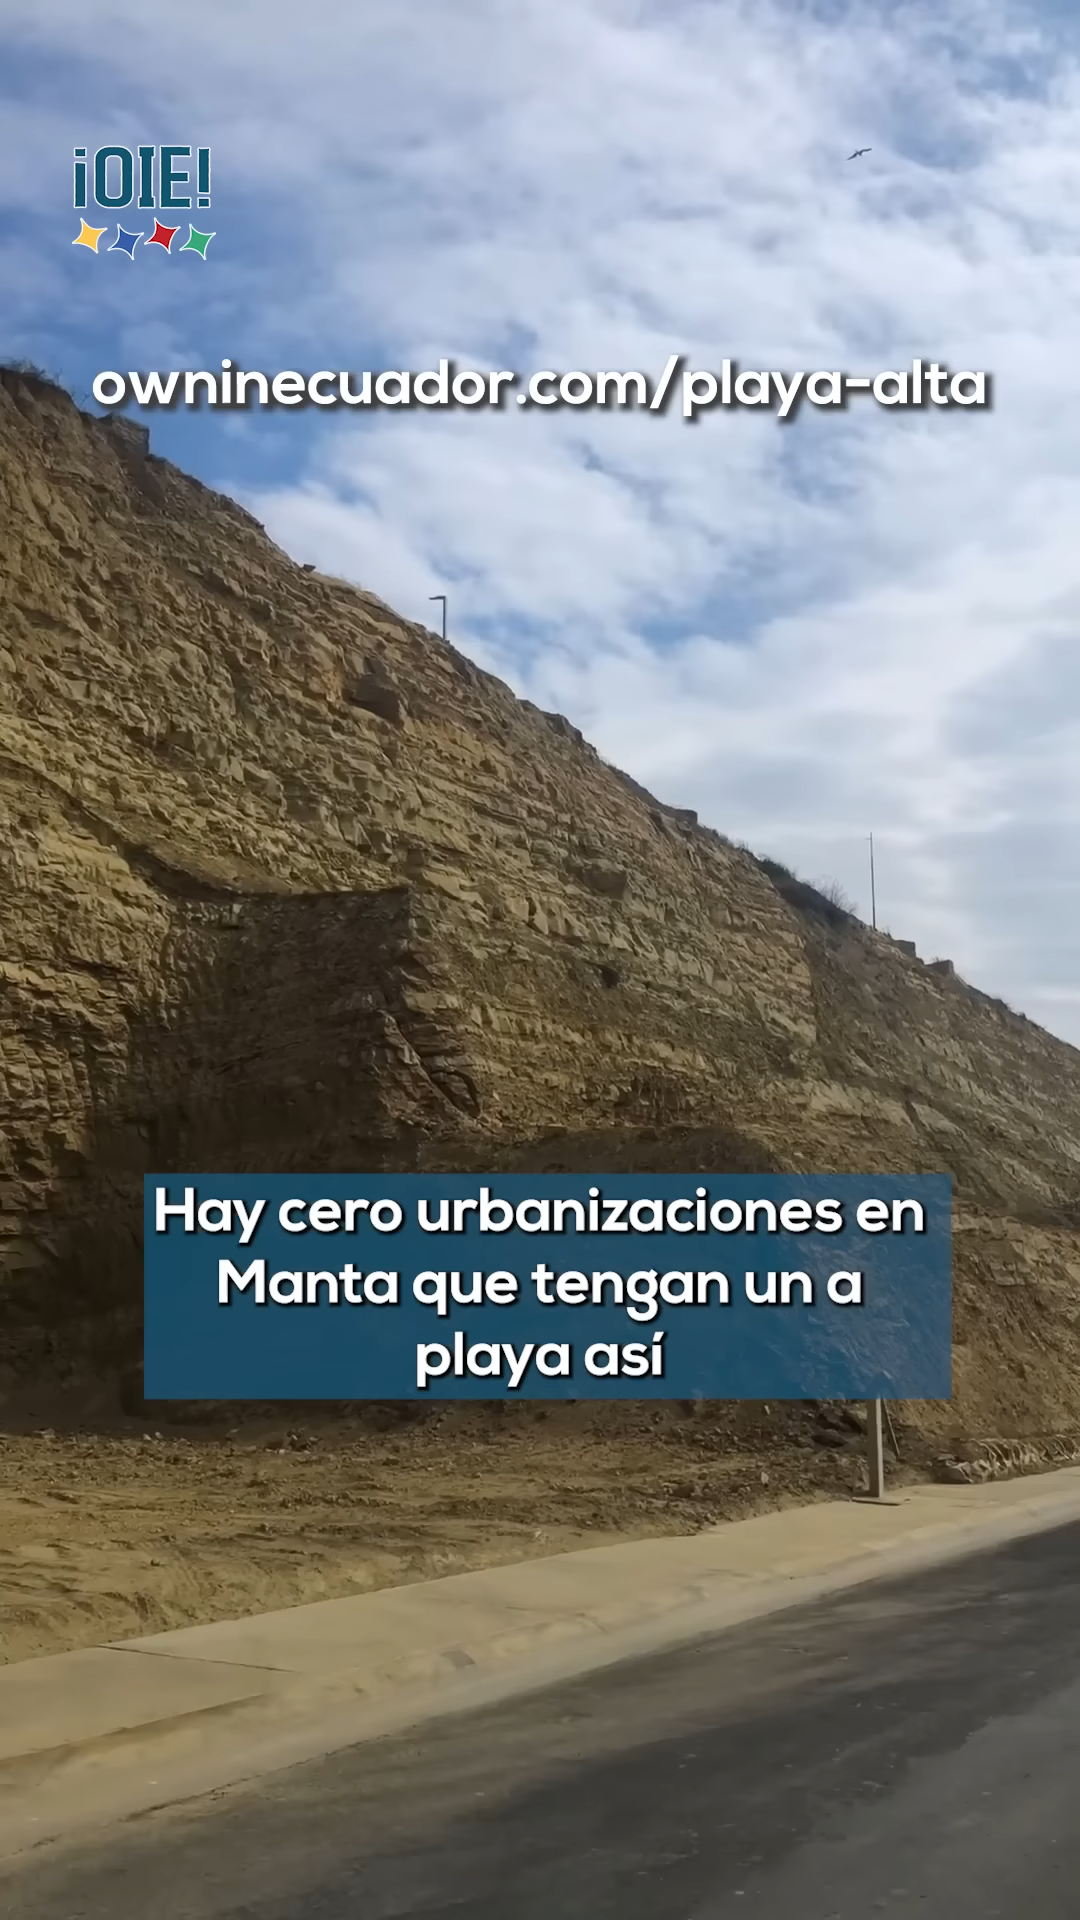 ¡OIE!
owninecuador.com/playa-alta
Hay cero urbanizaciones en
Manta que tengan un a
playa así